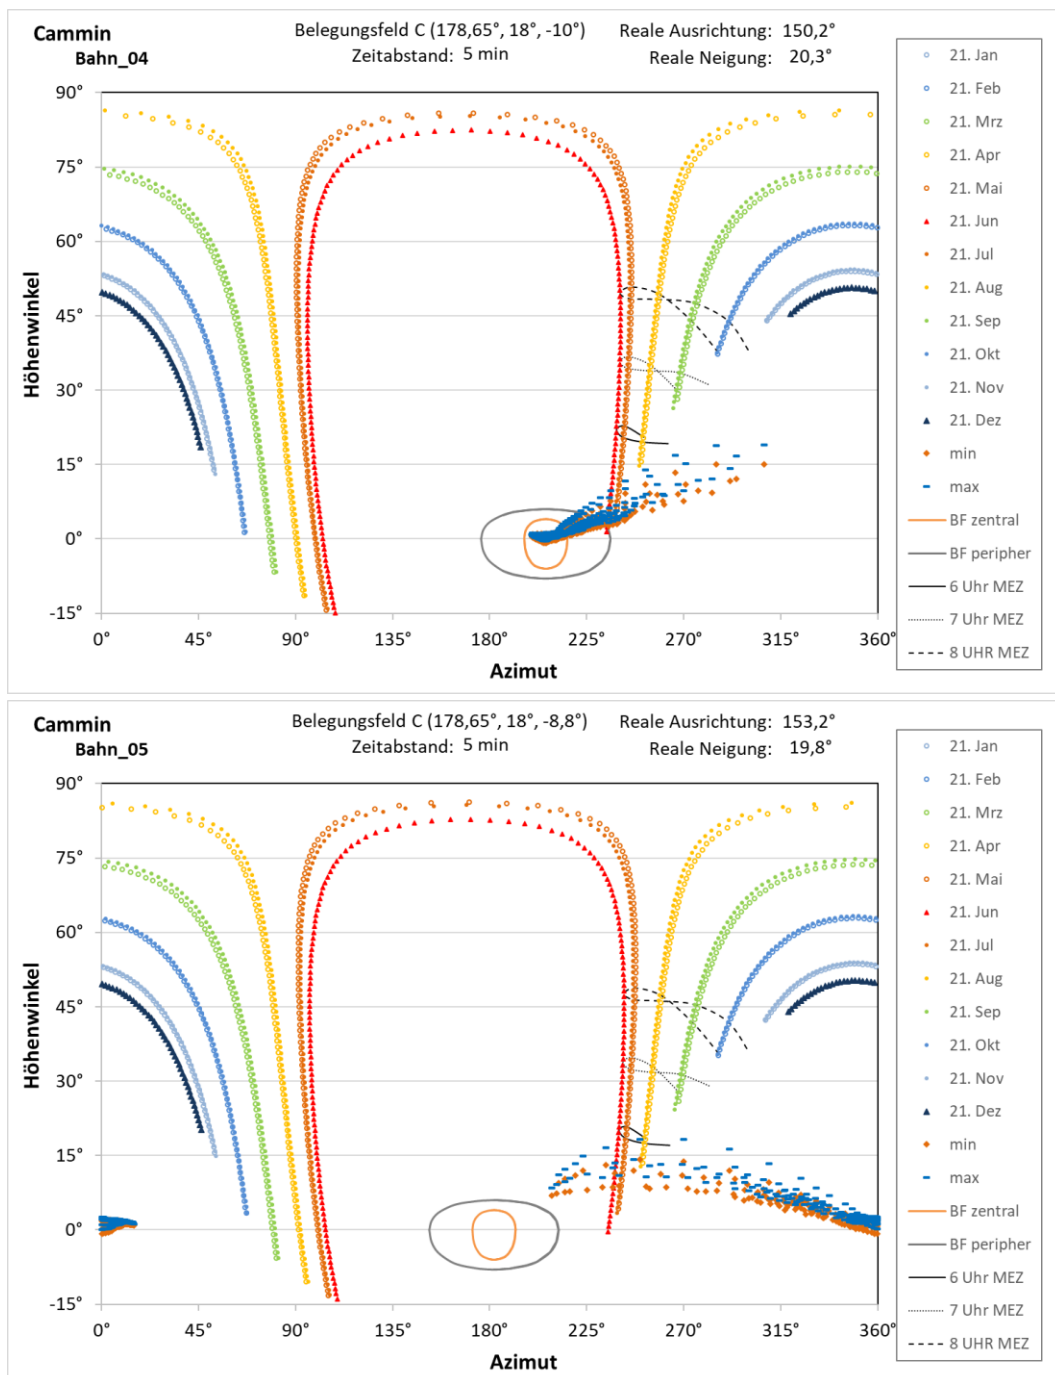 Cammin
Bahn_04
Belegungsfeld C (178,65°, 18°, -10°)
Zeitabstand: 5 min
Reale Ausrichtung: 150,2°
Reale Neigung: 20,3°
Höhenwinkel
90°
75°
60°
45°
30°
15°
0°
-15°
0° 45° 90° 135° 180° 225° 270° 315° 360°
Azimut
21. Jan
21. Feb
21. Mrz
21. Apr
21. Mai
21. Jun
21. Jul
21. Aug
21. Sep
21. Okt
21. Nov
21. Dez
min
max
BF zentral
BF peripher
6 Uhr MEZ
7 Uhr MEZ
8 UHR MEZ
Cammin
Bahn_05
Belegungsfeld C (178,65°, 18°, -8,8°)
Zeitabstand: 5 min
Reale Ausrichtung: 153,2°
Reale Neigung: 19,8°
Höhenwinkel
90°
75°
60°
45°
30°
15°
0°
-15°
0° 45° 90° 135° 180° 225° 270° 315° 360°
Azimut
21. Jan
21. Feb
21. Mrz
21. Apr
21. Mai
21. Jun
21. Jul
21. Aug
21. Sep
21. Okt
21. Nov
21. Dez
min
max
BF zentral
BF peripher
6 Uhr MEZ
7 Uhr MEZ
8 UHR MEZ